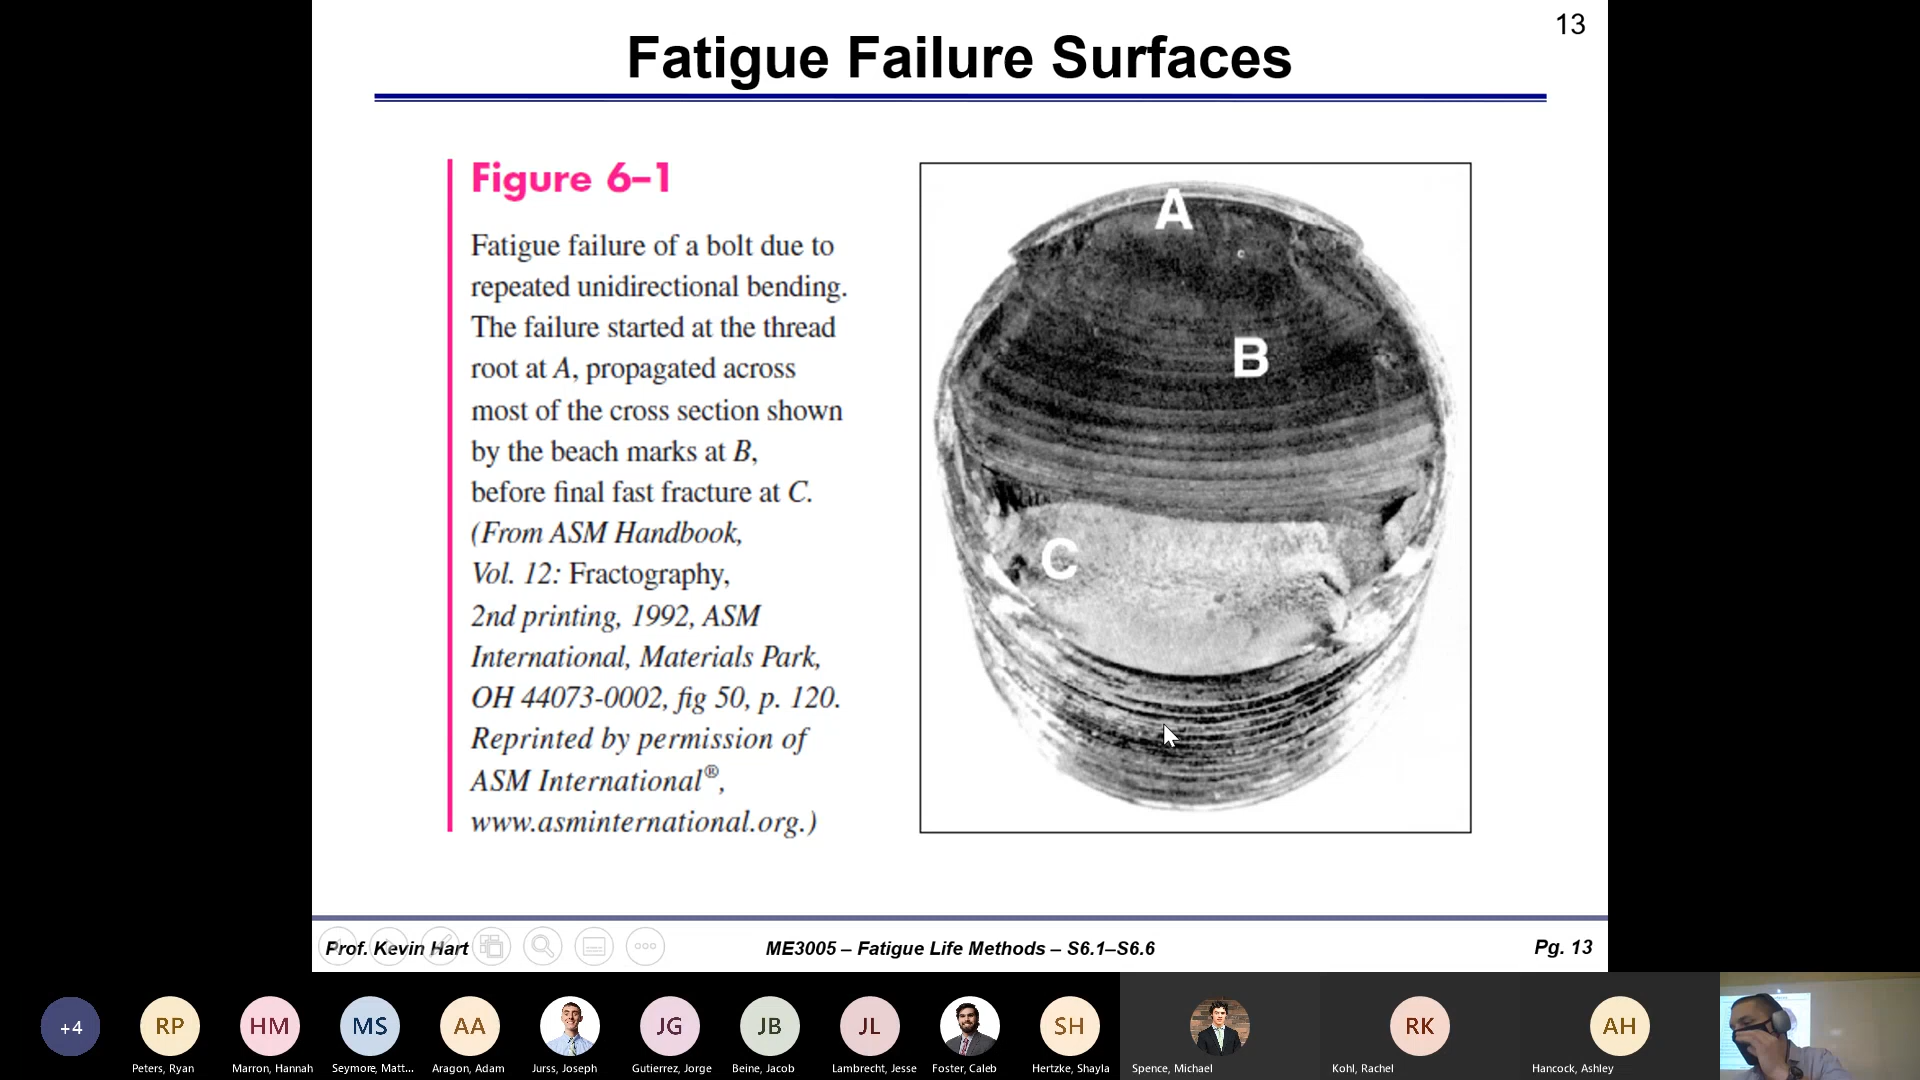 13
Fatigue Failure Surfaces
Figure 6–1
Fatigue failure of a bolt due to
repeated unidirectional bending.
The failure started at the thread
root at A, propagated across
most of the cross section shown
by the beach marks at B,
before final fast fracture at C.
(From ASM Handbook,
Vol. 12: Fractography,
2nd printing, 1992, ASM
International, Materials Park,
OH 44073-0002, fig 50, p. 120.
Reprinted by permission of
ASM International®,
www.asminternational.org.)
A
B
C
Prof. Kevin Hart
ME3005 – Fatigue Life Methods – S6.1–S6.6
Pg. 13
+4
RP
HM
MS
AA
JG
JB
JL
SH
RK
AH
Peters, Ryan
Marron, Hannah
Seymore, Matt...
Aragon, Adam
Jurss, Joseph
Gutierrez, Jorge
Beine, Jacob
Lambrecht, Jesse
Foster, Caleb
Hertzke, Shayla
Spence, Michael
Kohl, Rachel
Hancock, Ashley